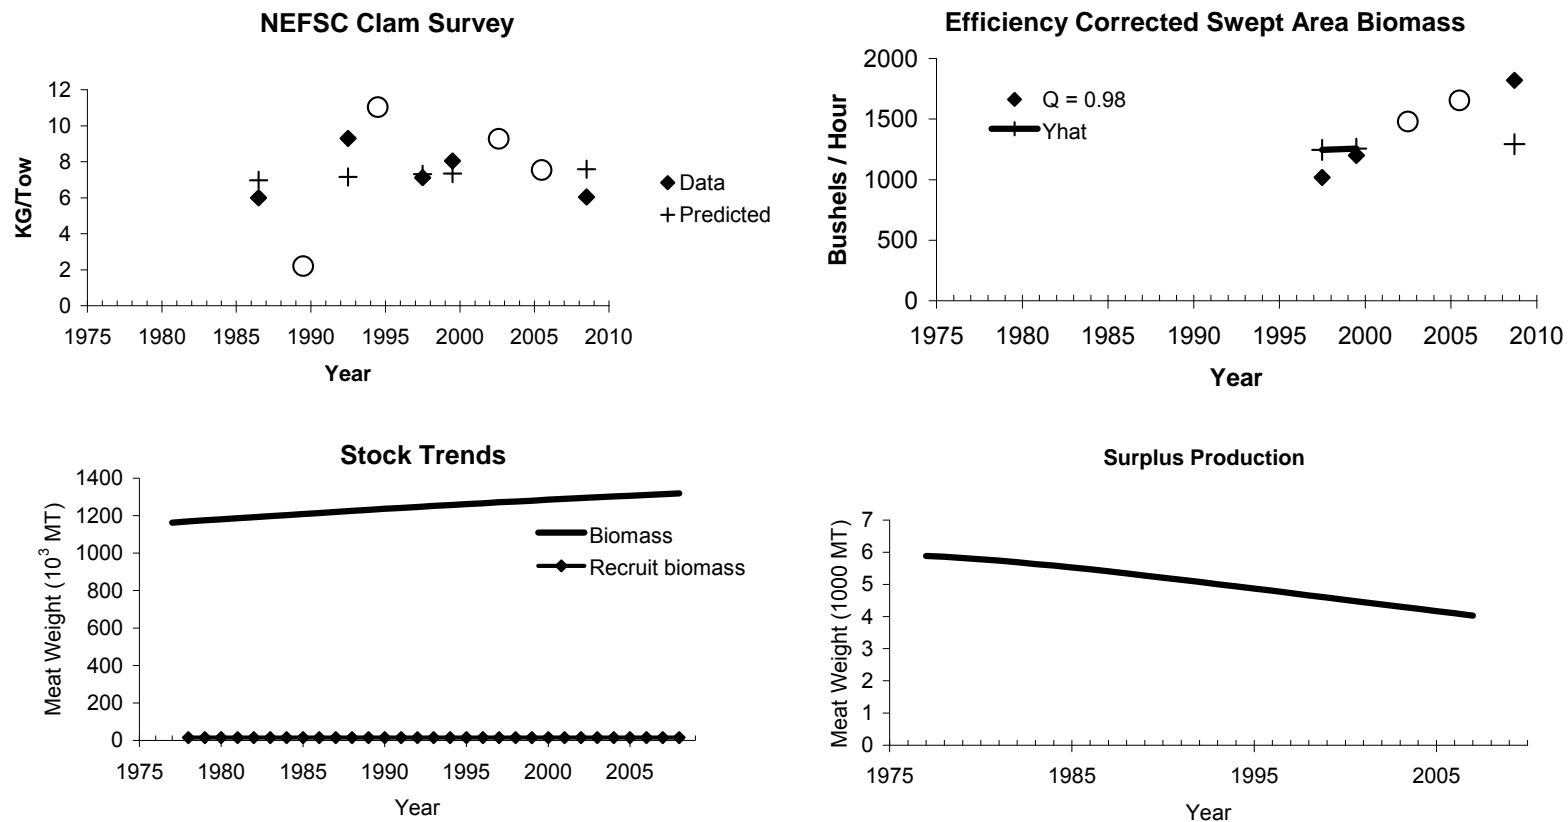 NEFSC Clam Survey
KG/Tow
12
10
8
6
4
2
0
1975 1980 1985 1990 1995 2000 2005 2010
Year
Data
Predicted
Efficiency Corrected Swept Area Biomass
Bushels / Hour
2000
1500
1000
500
0
1975 1980 1985 1990 1995 2000 2005 2010
Year
Q = 0.98
Yhat
Stock Trends
Meat Weight (10³ MT)
1400
1200
1000
800
600
400
200
0
1975 1980 1985 1990 1995 2000 2005
Year
Biomass
Recruit biomass
Surplus Production
Meat Weight (1000 MT)
7
6
5
4
3
2
1
0
1975 1985 1995 2005
Year